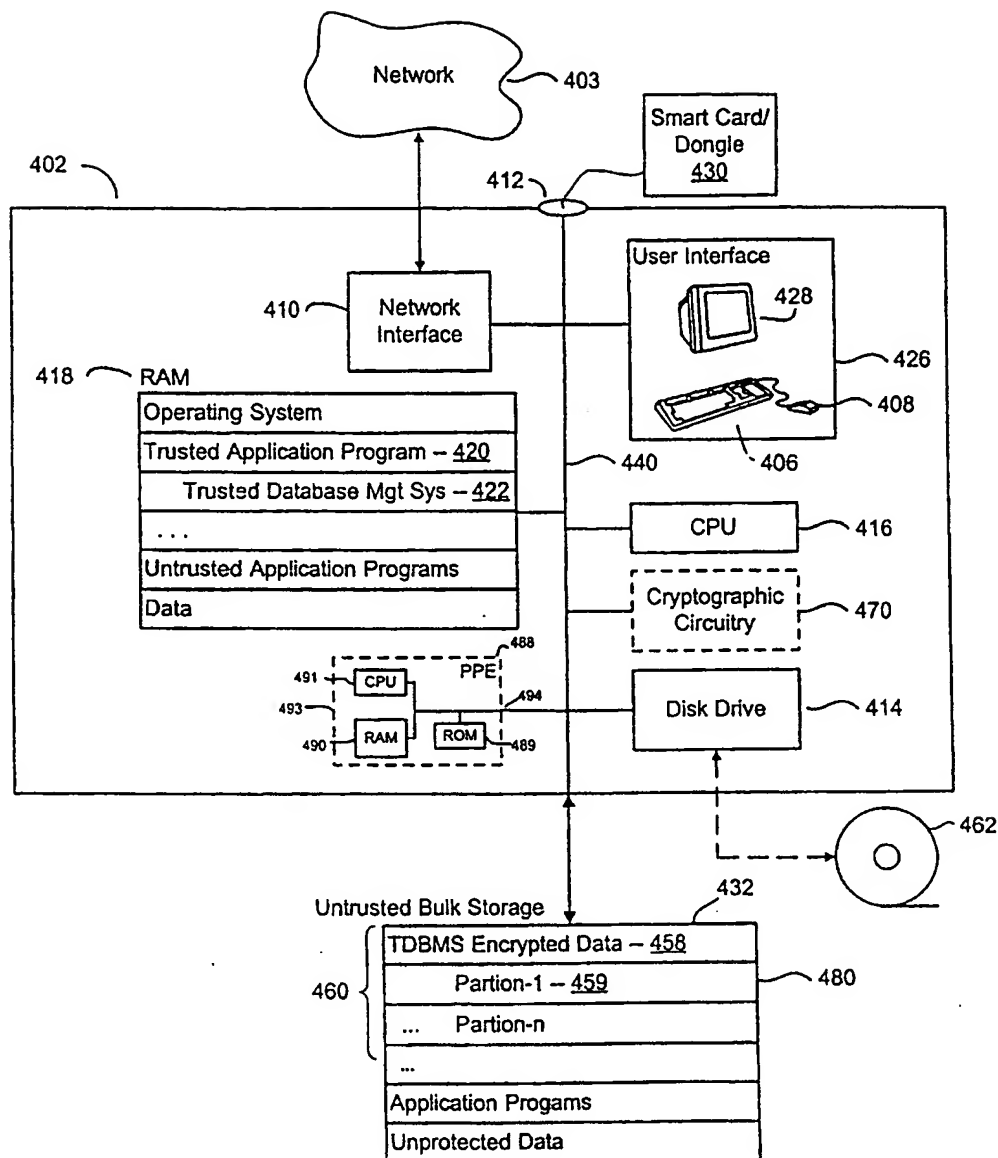 Network
403
Smart Card/
Dongle
430
402
412
User Interface
410
Network
Interface
428
426
408
406
418
RAM
Operating System
Trusted Application Program – 420
Trusted Database Mgt Sys – 422
. . .
Untrusted Application Programs
Data
440
CPU
416
Cryptographic
Circuitry
470
488
PPE
491
CPU
493
494
490
RAM
ROM
489
Disk Drive
414
462
Untrusted Bulk Storage
432
TDBMS Encrypted Data – 458
460
Partion-1 – 459
480
... Partion-n
...
Application Progams
Unprotected Data